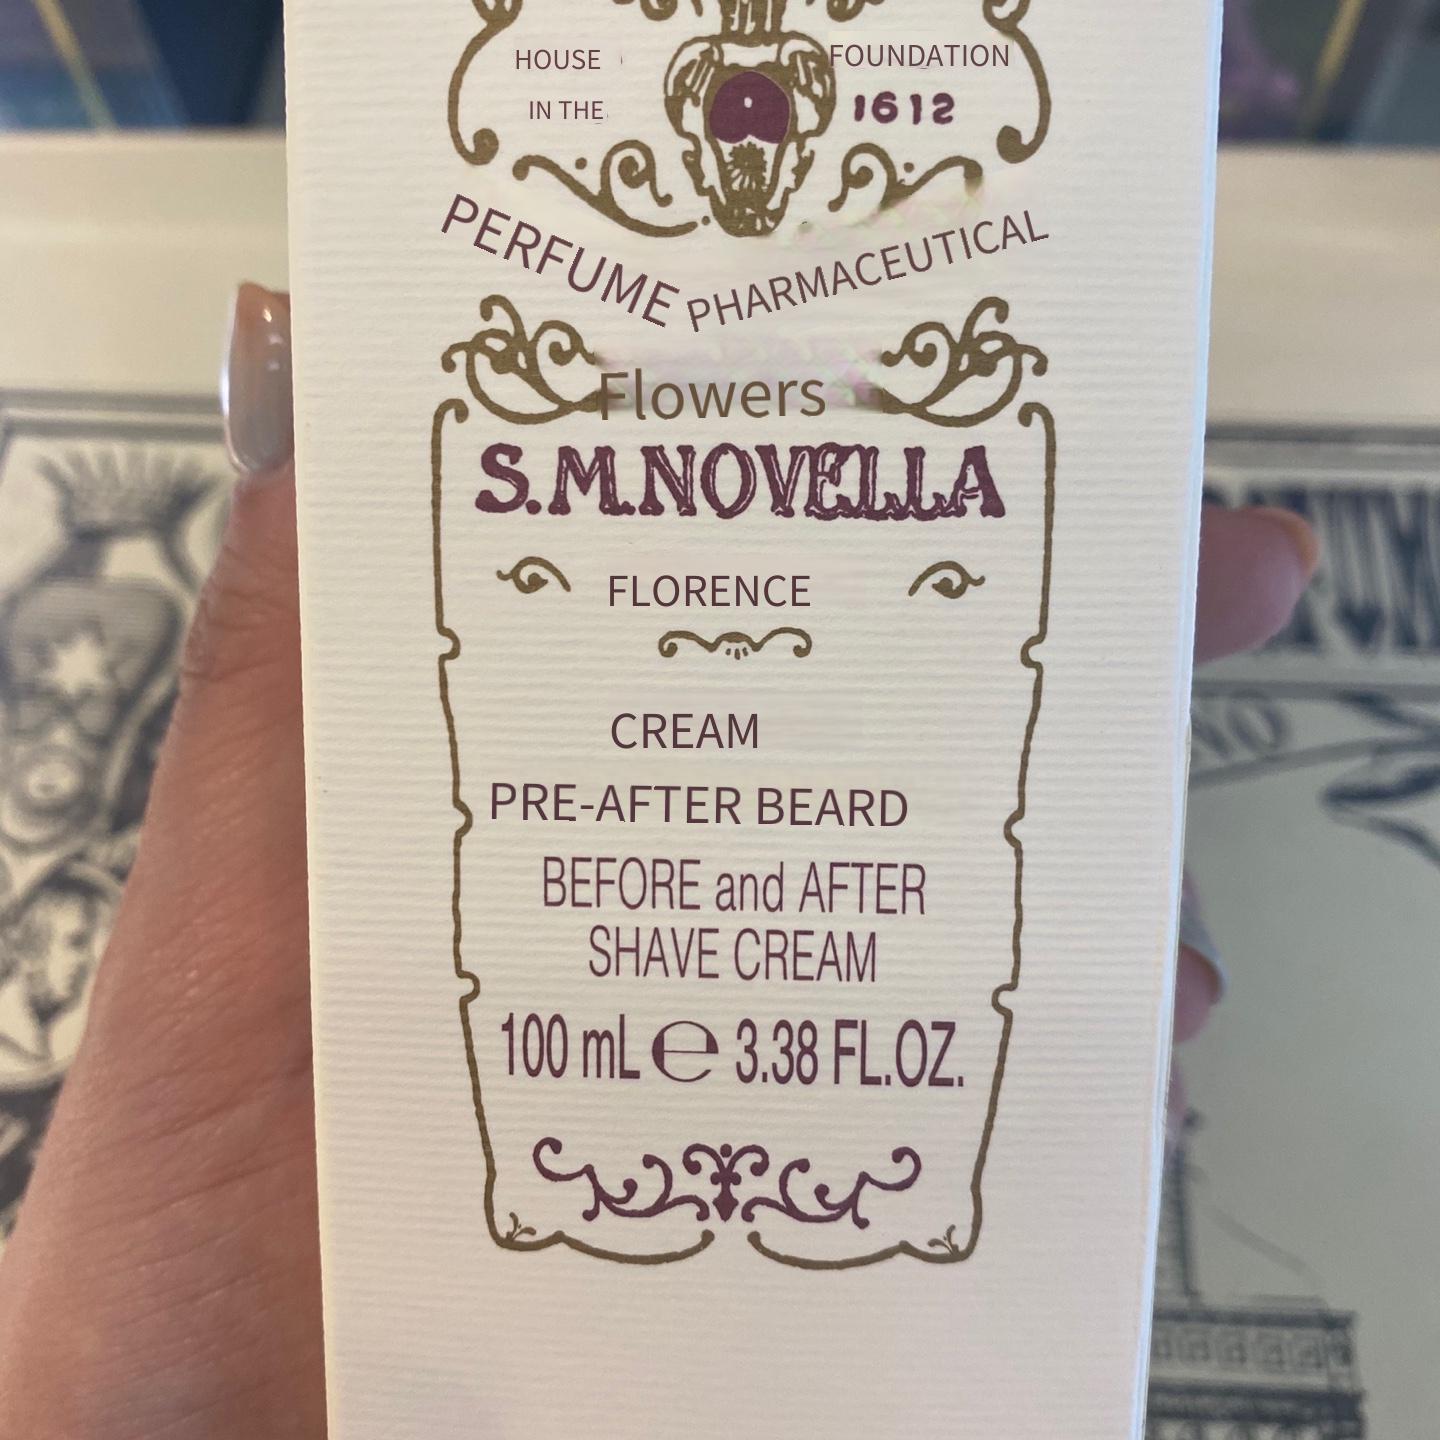 HOUSE
FOUNDATION
IN THE
1612
PERFUME PHARMACEUTICAL
Flowers
S.M.NOVELLA
FLORENCE
CREAM
PRE-AFTER BEARD
BEFORE and AFTER
SHAVE CREAM
100 mL ℮ 3.38 FL.OZ.